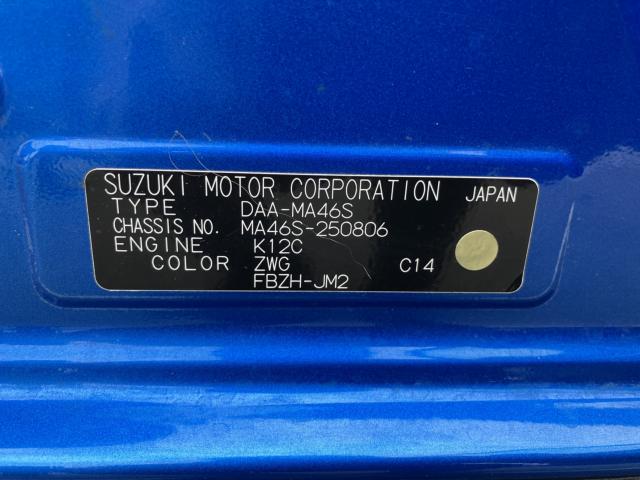 SUZUKI MOTOR CORPORATION JAPAN
TYPE DAA-MA46S
CHASSIS NO. MA46S-250806
ENGINE K12C
COLOR ZWG C14
FBZH-JM2